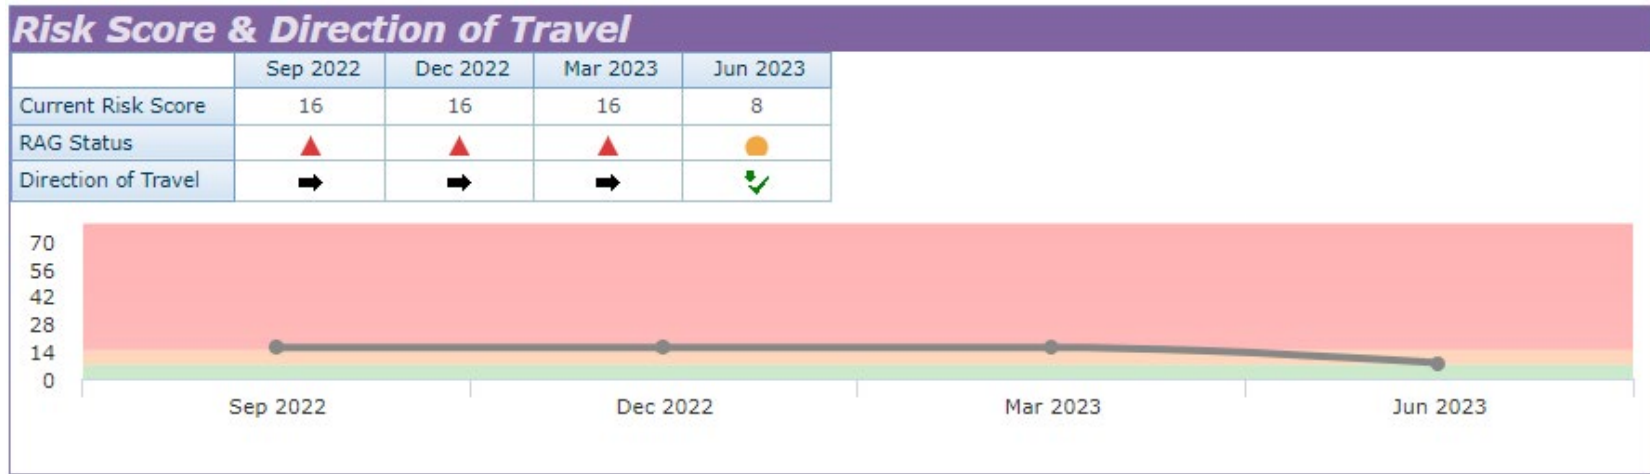 Risk Score & Direction of Travel
Sep 2022 Dec 2022 Mar 2023 Jun 2023
Current Risk Score 16 16 16 8
RAG Status
Direction of Travel
70
56
42
28
14
0
Sep 2022 Dec 2022 Mar 2023 Jun 2023